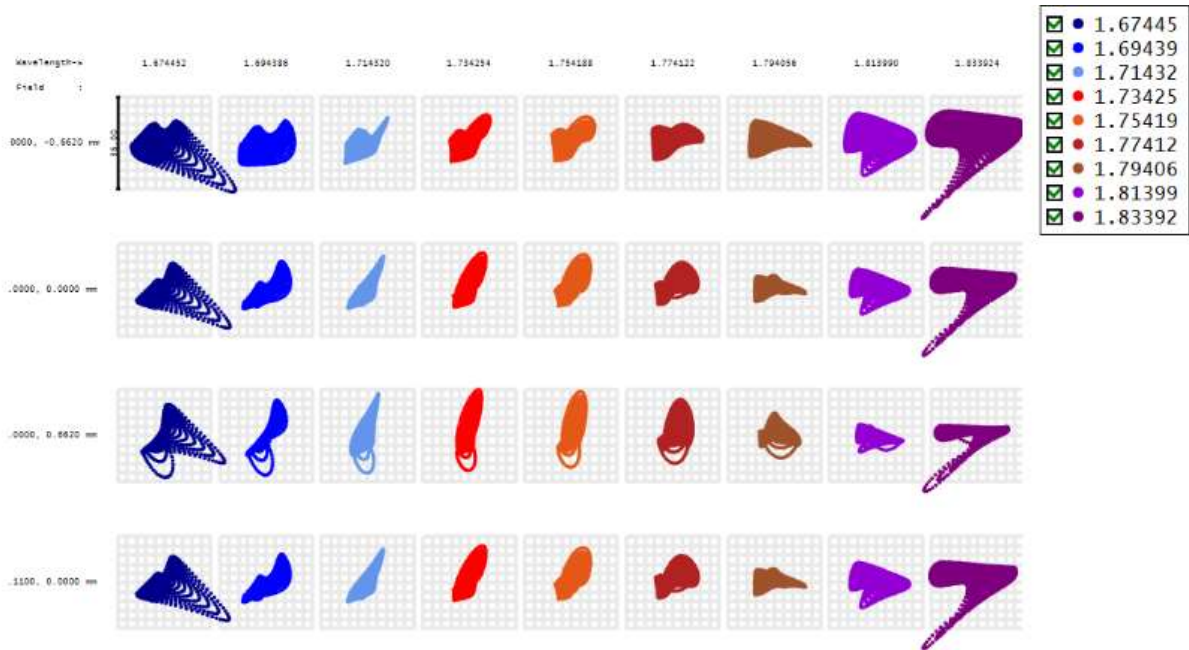 Wavelength->
1.674452 1.694386 1.714320 1.734254 1.754188 1.774122 1.794056 1.813990 1.833924
Field :
0000, -0.6620 mm
.0000, 0.0000 mm
.0000, 0.6620 mm
.1100, 0.0000 mm
1.67445
1.69439
1.71432
1.73425
1.75419
1.77412
1.79406
1.81399
1.83392